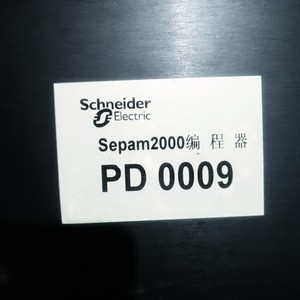 Schneider
Electric
Sepam2000编程器
PD 0009